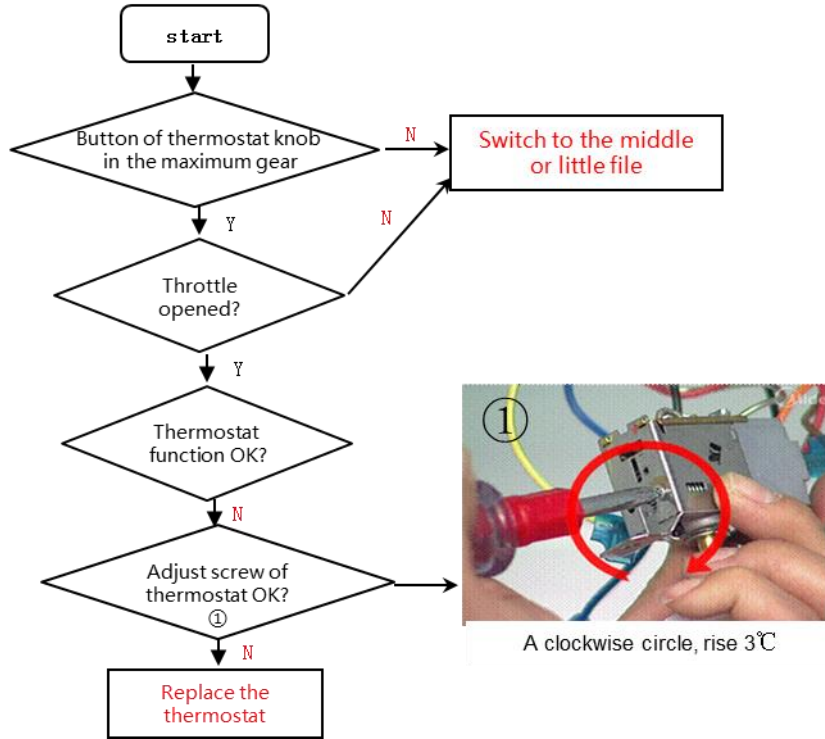 start
Button of thermostat knob
in the maximum gear
N
Switch to the middle
or little file
Y
N
Throttle
opened?
Y
Thermostat
function OK?
N
①
Adjust screw of
thermostat OK?
①
A clockwise circle, rise 3℃
N
Replace the
thermostat